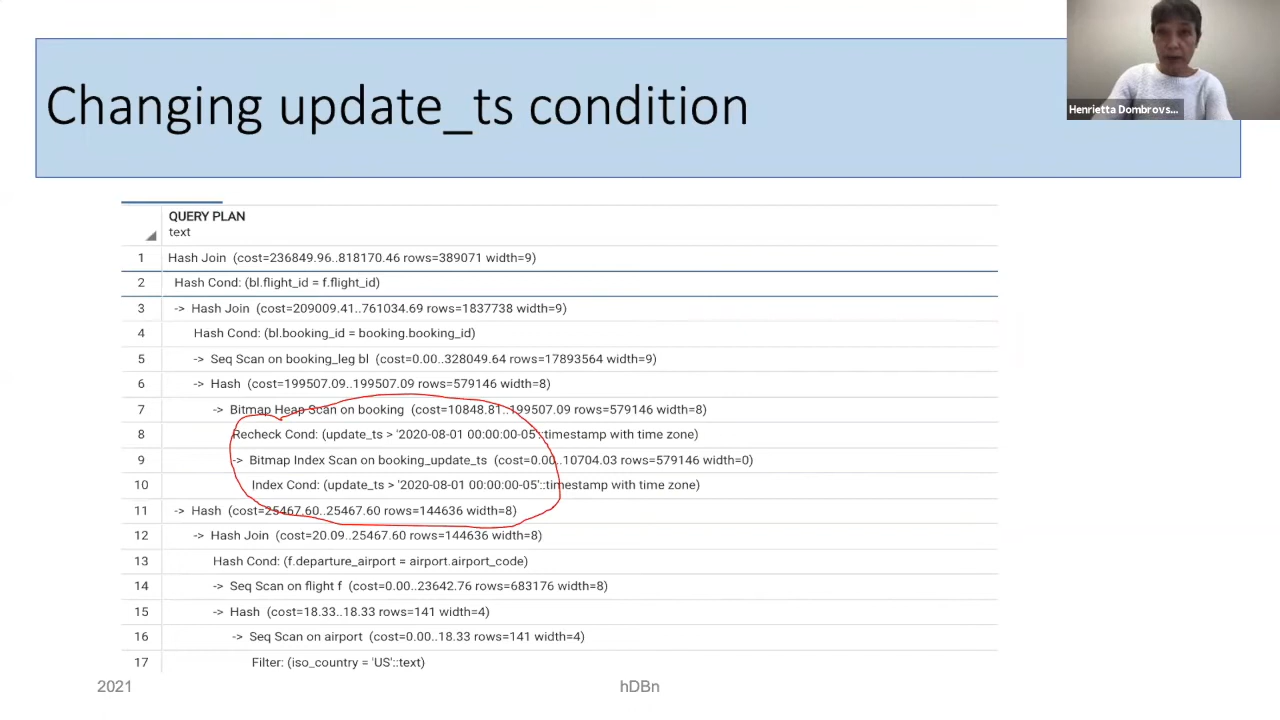 Changing update_ts condition
Henrietta Dombrovs...
QUERY PLAN
text
1 Hash Join (cost=236849.96..818170.46 rows=389071 width=9)
2 Hash Cond: (bl.flight_id = f.flight_id)
3 -> Hash Join (cost=209009.41..761034.69 rows=1837738 width=9)
4 Hash Cond: (bl.booking_id = booking.booking_id)
5 -> Seq Scan on booking_leg bl (cost=0.00..328049.64 rows=17893564 width=9)
6 -> Hash (cost=199507.09..199507.09 rows=579146 width=8)
7 -> Bitmap Heap Scan on booking (cost=10848.81..199507.09 rows=579146 width=8)
8 Recheck Cond: (update_ts > '2020-08-01 00:00:00-05'::timestamp with time zone)
9 -> Bitmap Index Scan on booking_update_ts (cost=0.00..10704.03 rows=579146 width=0)
10 Index Cond: (update_ts > '2020-08-01 00:00:00-05'::timestamp with time zone)
11 -> Hash (cost=25467.60..25467.60 rows=144636 width=8)
12 -> Hash Join (cost=20.09..25467.60 rows=144636 width=8)
13 Hash Cond: (f.departure_airport = airport.airport_code)
14 -> Seq Scan on flight f (cost=0.00..23642.76 rows=683176 width=8)
15 -> Hash (cost=18.33..18.33 rows=141 width=4)
16 -> Seq Scan on airport (cost=0.00..18.33 rows=141 width=4)
17 Filter: (iso_country = 'US'::text)
2021
hDBn